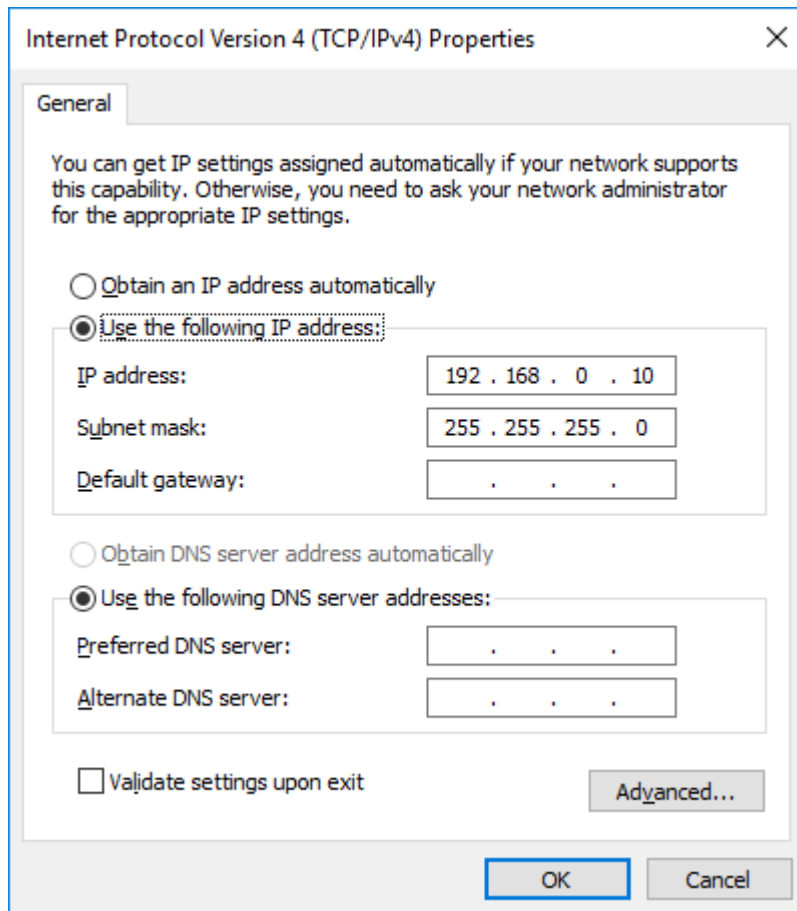 Internet Protocol Version 4 (TCP/IPv4) Properties
General
You can get IP settings assigned automatically if your network supports
this capability. Otherwise, you need to ask your network administrator
for the appropriate IP settings.
Obtain an IP address automatically
Use the following IP address:
IP address: 192 . 168 . 0 . 10
Subnet mask: 255 . 255 . 255 . 0
Default gateway: . . .
Obtain DNS server address automatically
Use the following DNS server addresses:
Preferred DNS server: . . .
Alternate DNS server: . . .
Validate settings upon exit
Advanced...
OK Cancel